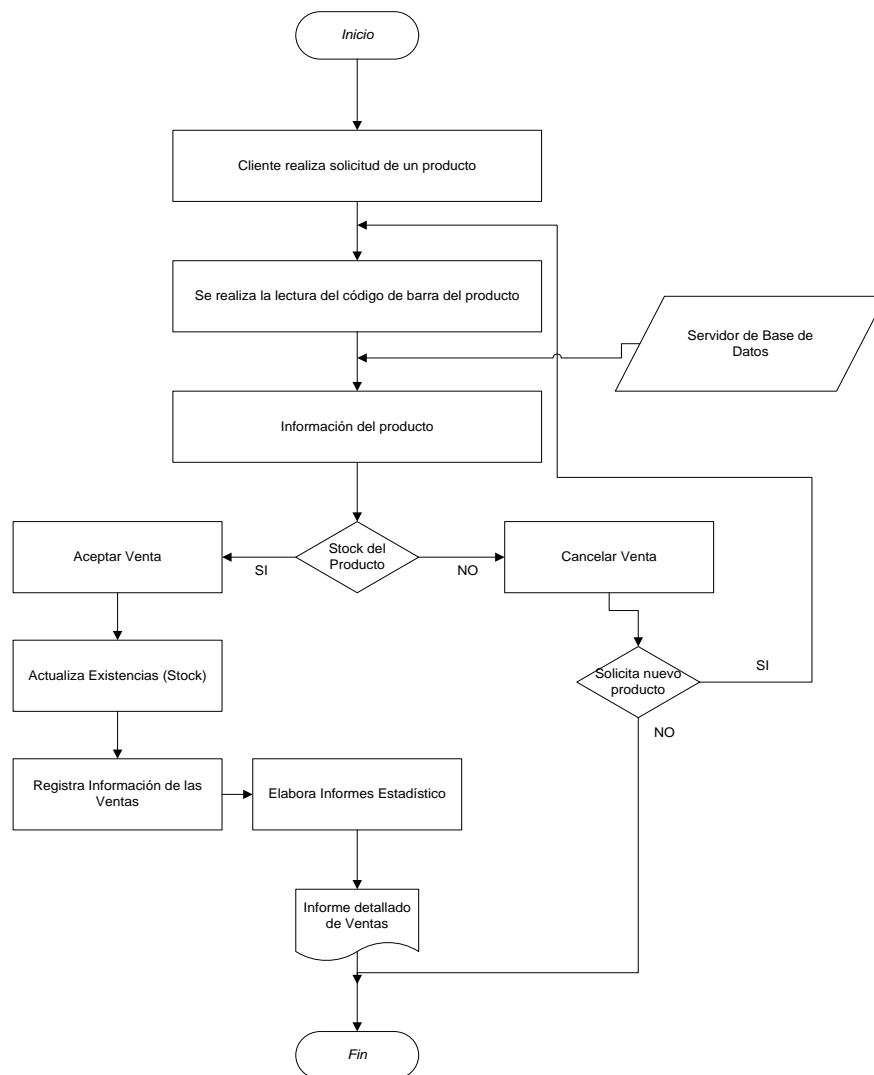 Inicio
Cliente realiza solicitud de un producto
Se realiza la lectura del código de barra del producto
Servidor de Base de
Datos
Información del producto
Aceptar Venta
SI
Stock del
Producto
NO
Cancelar Venta
Actualiza Existencias (Stock)
Solicita nuevo
producto
SI
NO
Registra Información de las
Ventas
Elabora Informes Estadístico
Informe detallado
de Ventas
Fin